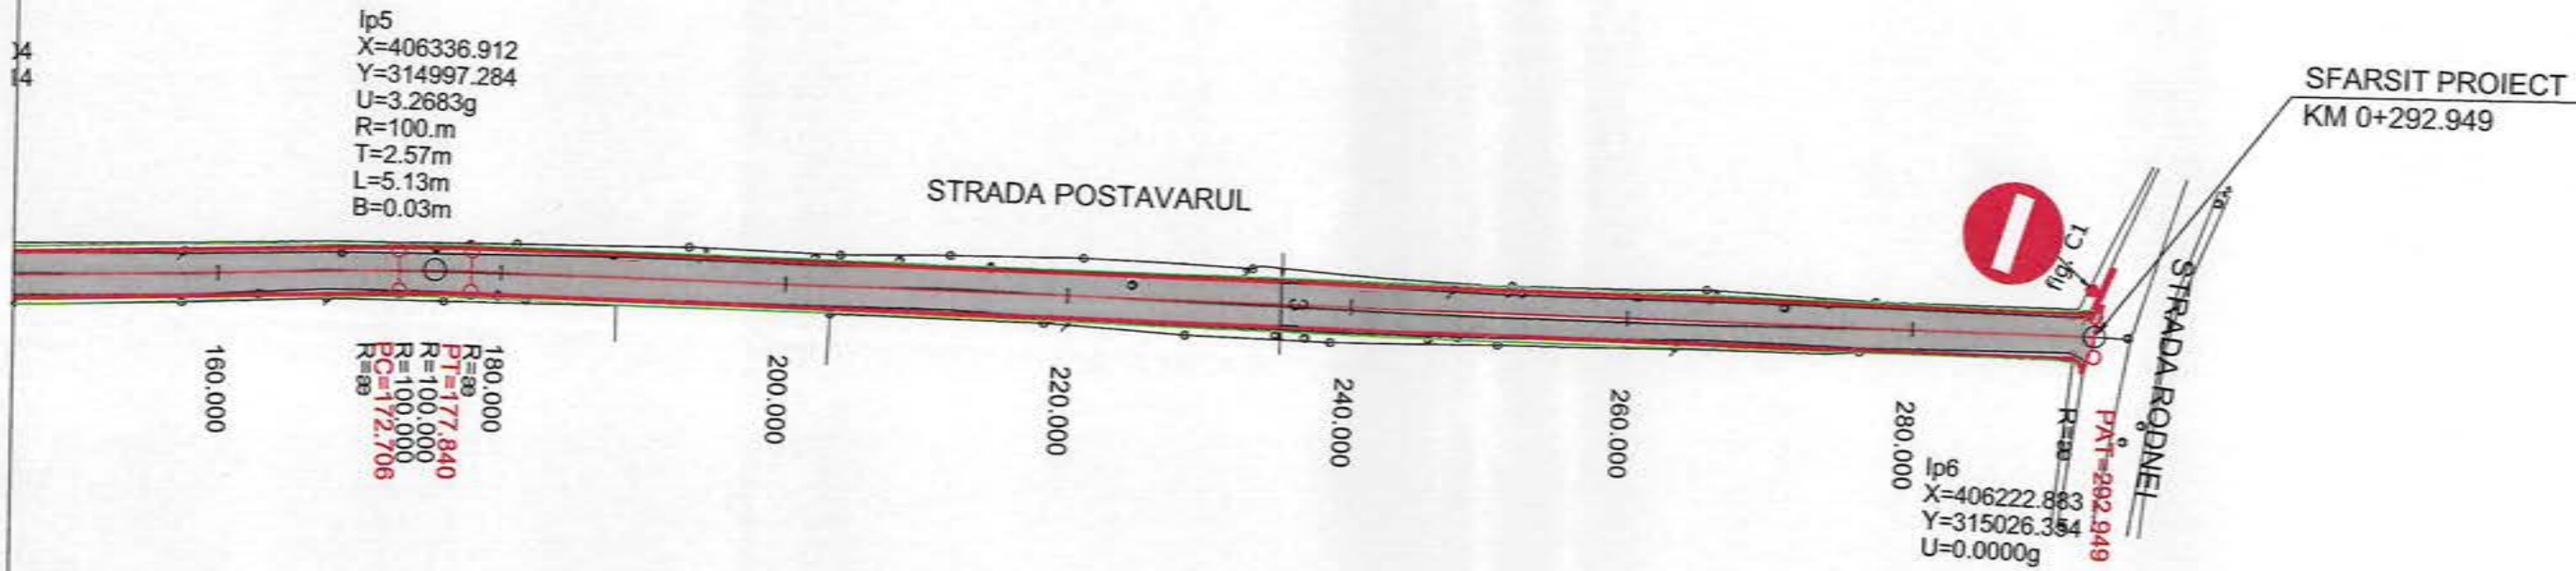 Ip5
X=406336.912
Y=314997.284
U=3.2683g
R=100.m
T=2.57m
L=5.13m
B=0.03m
STRADA POSTAVARUL
SFARSIT PROIECT
KM 0+292.949
fig. C1
STRADA RODNEI
3
160.000
R=æ
PC=172.706
R=100.000
R=100.000
PT=177.840
R=æ
180.000
200.000
220.000
240.000
260.000
280.000
R=æ
PAT=292.949
Ip6
X=406222.883
Y=315026.354
U=0.0000g